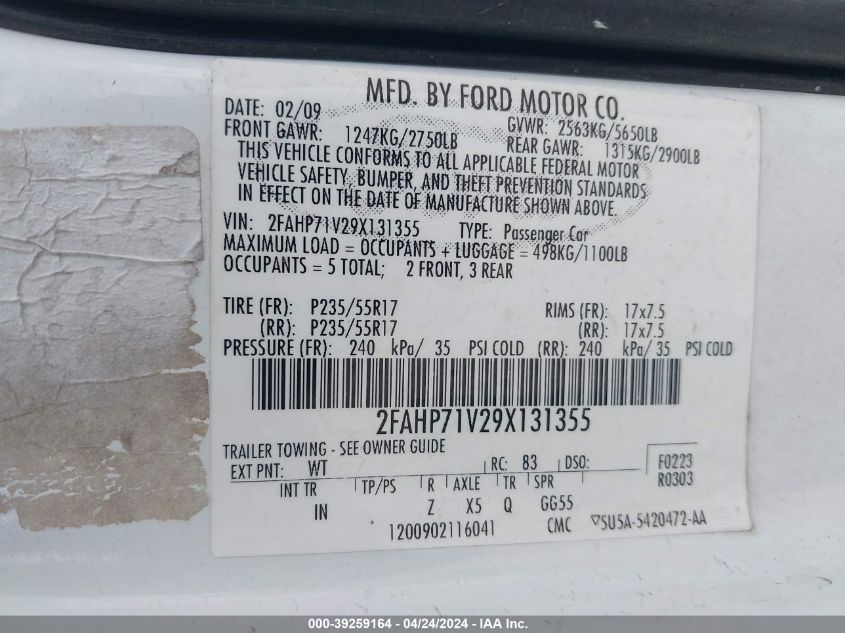 MFD. BY FORD MOTOR CO.
DATE: 02/09 GVWR: 2563KG/5650LB
FRONT GAWR: 1247KG/2750LB REAR GAWR: 1315KG/2900LB
THIS VEHICLE CONFORMS TO ALL APPLICABLE FEDERAL MOTOR
VEHICLE SAFETY, BUMPER, AND THEFT PREVENTION STANDARDS
IN EFFECT ON THE DATE OF MANUFACTURE SHOWN ABOVE.
VIN: 2FAHP71V29X131355 TYPE: Passenger Car
MAXIMUM LOAD = OCCUPANTS + LUGGAGE = 498KG/1100LB
OCCUPANTS = 5 TOTAL; 2 FRONT, 3 REAR
TIRE (FR): P235/55R17 RIMS (FR): 17x7.5
(RR): P235/55R17 (RR): 17x7.5
PRESSURE (FR): 240 kPa/ 35 PSI COLD (RR): 240 kPa/ 35 PSI COLD
2FAHP71V29X131355
TRAILER TOWING - SEE OWNER GUIDE
EXT PNT: WT RC: 83 DSO: F0223
R0303
INT TR TP/PS R AXLE TR SPR
IN Z X5 Q GG55
1200902116041 CMC ▽5U5A-5420472-AA
000-39259164 - 04/24/2024 - IAA Inc.